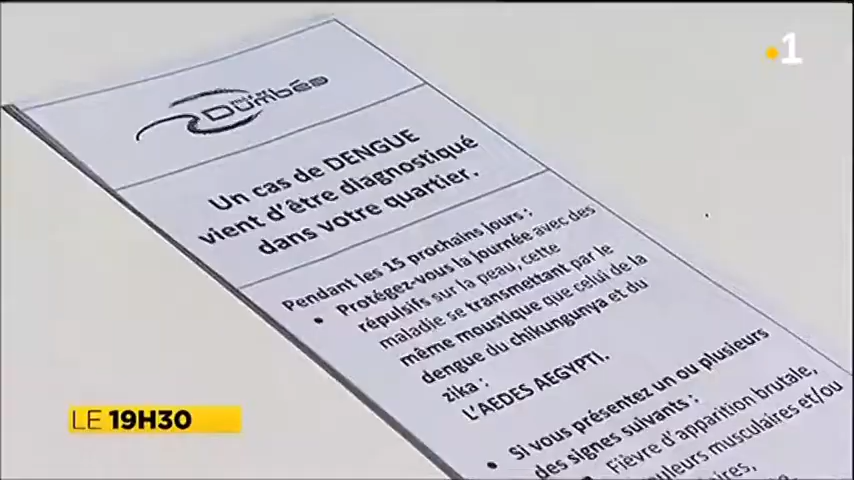 1
Dumbéa
Un cas de DENGUE
vient d'être diagnostiqué
dans votre quartier.
Pendant les 15 prochains jours :
• Protégez-vous la journée avec des
répulsifs sur la peau, cette
maladie se transmettant par le
même moustique que celui de la
dengue du chikungunya et du
zika :
L'AEDES AEGYPTI.
• Si vous présentez un ou plusieurs
des signes suivants :
Fièvre d'apparition brutale,
musculaires et/ou
LE 19H30